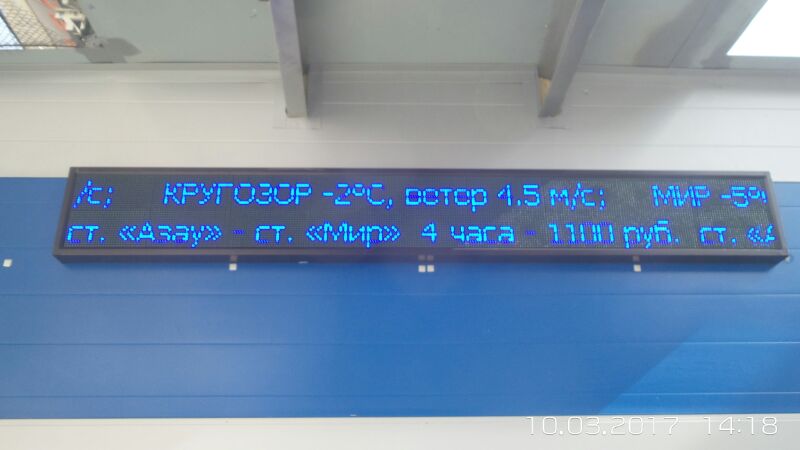 /с; КРУГОЗОР -2°С, ветер 4,5 м/с; МИР -5°
ст. «Азау» - ст. «Мир» 4 часа - 1100 руб. ст. «А
10.03.2017 14:18